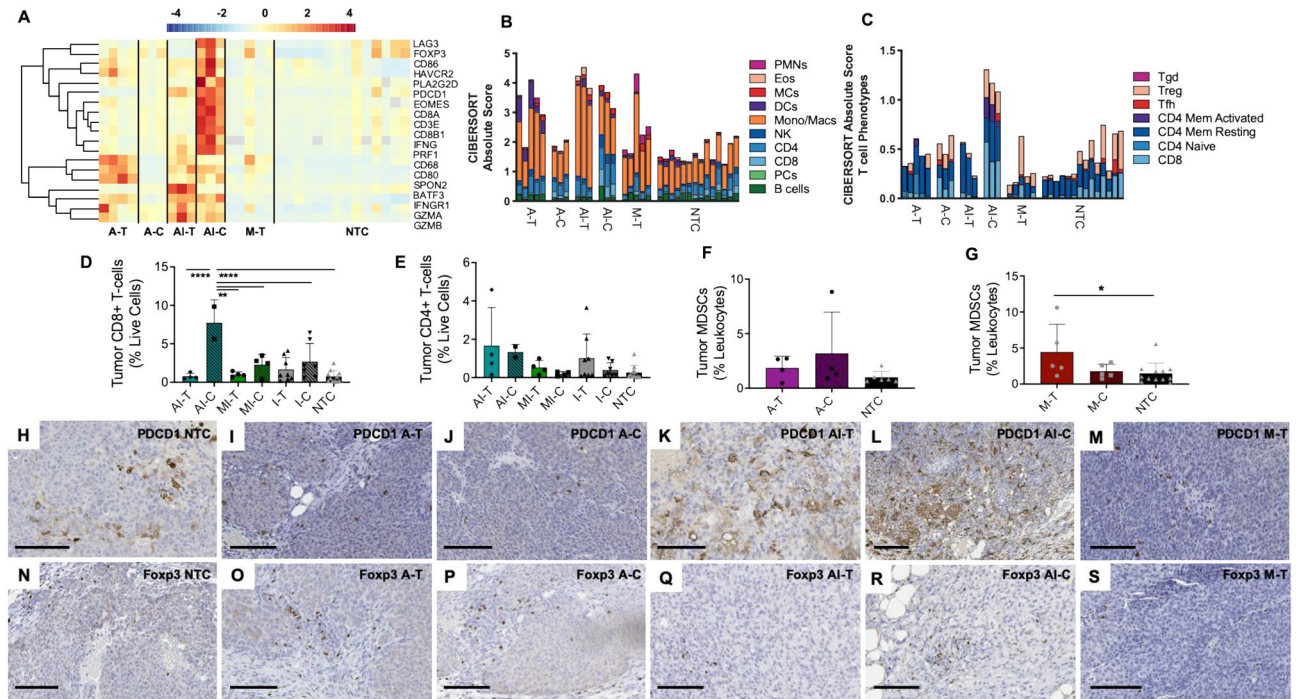 A
-4 -2 0 2 4
LAG3
FOXP3
CD86
HAVCR2
PLA2G2D
PDCD1
EOMES
CD8A
CD3E
CD8B1
IFNG
PRF1
CD68
CD80
SPON2
BATF3
IFNGR1
GZMA
GZMB
A-T A-C AI-T AI-C M-T NTC
B
CIBERSORT
Absolute Score
5
4
3
2
1
0
A-T
A-C
AI-T
AI-C
M-T
NTC
PMNs
Eos
MCs
DCs
Mono/Macs
NK
CD4
CD8
PCs
B cells
C
CIBERSORT Absolute Score
T cell Phenotypes
1.5
1.0
0.5
0.0
A-T
A-C
AI-T
AI-C
M-T
NTC
Tgd
Treg
Tfh
CD4 Mem Activated
CD4 Mem Resting
CD4 Naive
CD8
D
Tumor CD8+ T-cells
(% Live Cells)
15
10
5
0
**** ****
**
AI-T
AI-C
MI-T
MI-C
I-T
I-C
NTC
E
Tumor CD4+ T-cells
(% Live Cells)
6
4
2
0
AI-T
AI-C
MI-T
MI-C
I-T
I-C
NTC
F
Tumor MDSCs
(% Leukocytes)
10
5
0
A-T
A-C
NTC
G
Tumor MDSCs
(% Leukocytes)
15
10
5
0
*
M-T
M-C
NTC
H PDCD1 NTC
I PDCD1 A-T
J PDCD1 A-C
K PDCD1 AI-T
L PDCD1 AI-C
M PDCD1 M-T
N Foxp3 NTC
O Foxp3 A-T
P Foxp3 A-C
Q Foxp3 AI-T
R Foxp3 AI-C
S Foxp3 M-T